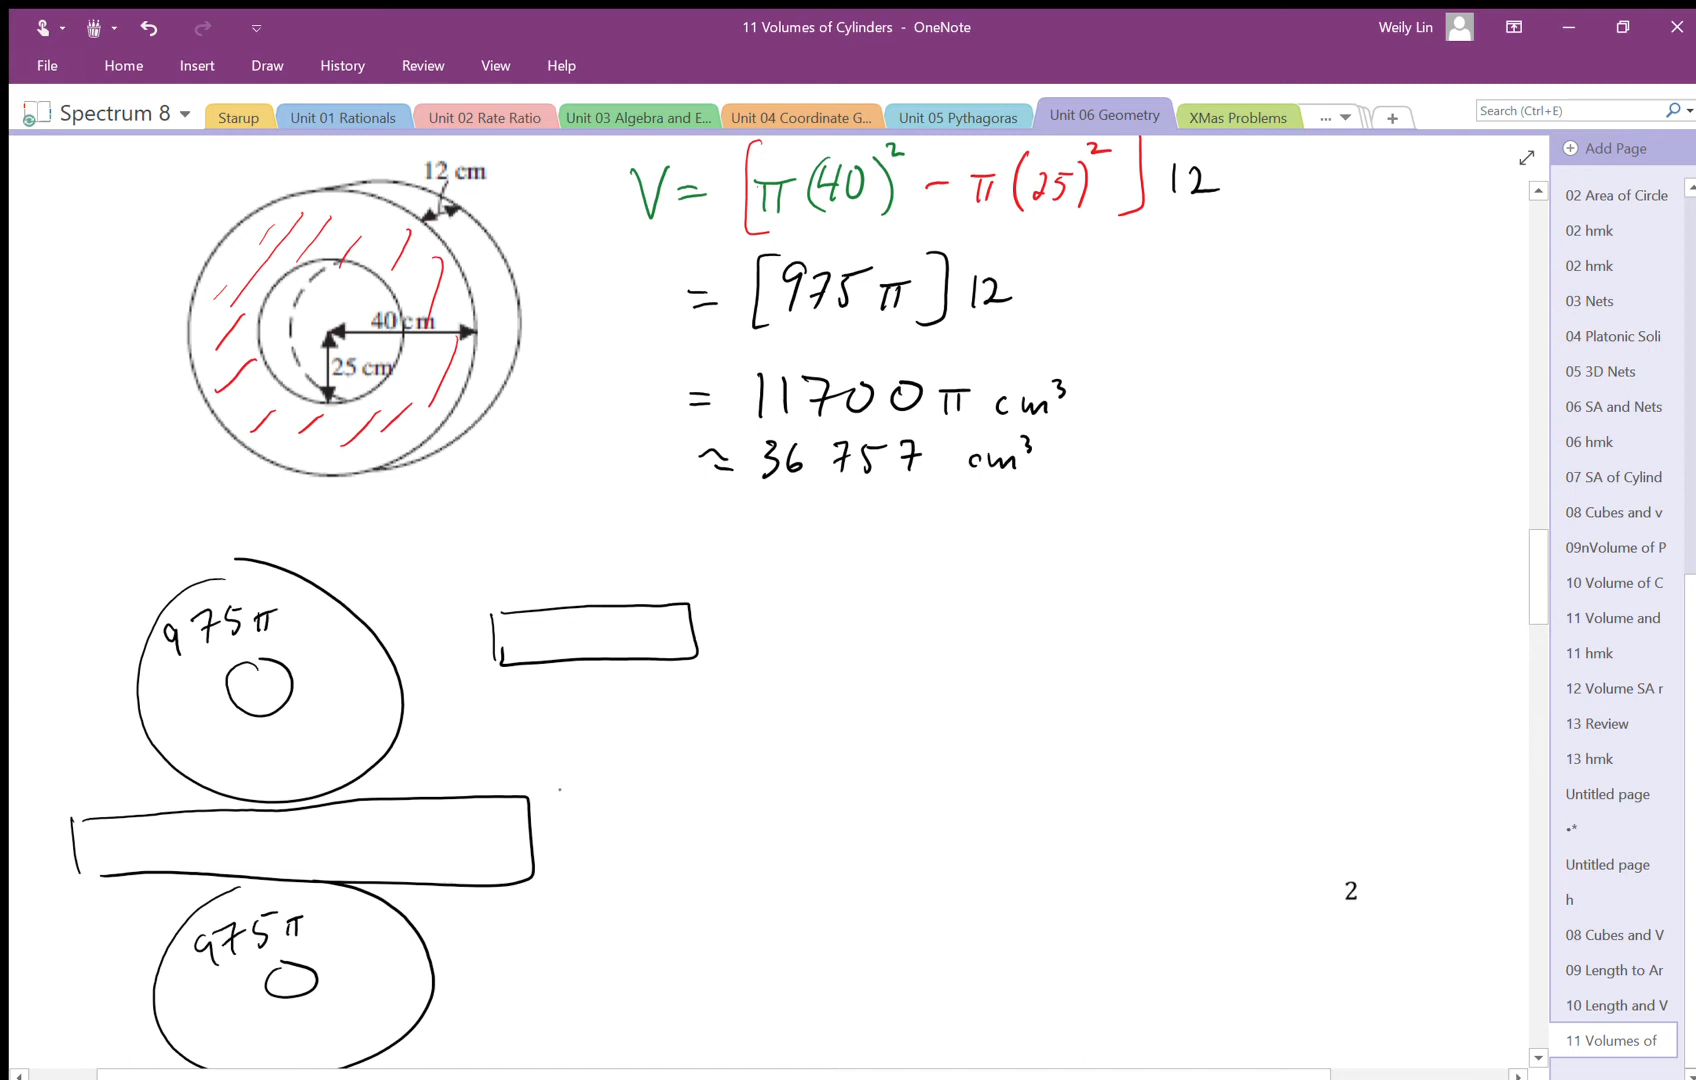 11 Volumes of Cylinders - OneNote
Weily Lin
File Home Insert Draw History Review View Help
Spectrum 8
Starup
Unit 01 Rationals
Unit 02 Rate Ratio
Unit 03 Algebra and E...
Unit 04 Coordinate G...
Unit 05 Pythagoras
Unit 06 Geometry
XMas Problems
...
Search (Ctrl+E)
12 cm
40 cm
25 cm
V = [π(40)² - π(25)²] 12
= [975π] 12
= 11700π cm³
≈ 36 757 cm³
975π
975π
2
Add Page
02 Area of Circle
02 hmk
02 hmk
03 Nets
04 Platonic Soli
05 3D Nets
06 SA and Nets
06 hmk
07 SA of Cylind
08 Cubes and v
09nVolume of P
10 Volume of C
11 Volume and
11 hmk
12 Volume SA r
13 Review
13 hmk
Untitled page
•*
Untitled page
h
08 Cubes and V
09 Length to Ar
10 Length and V
11 Volumes of